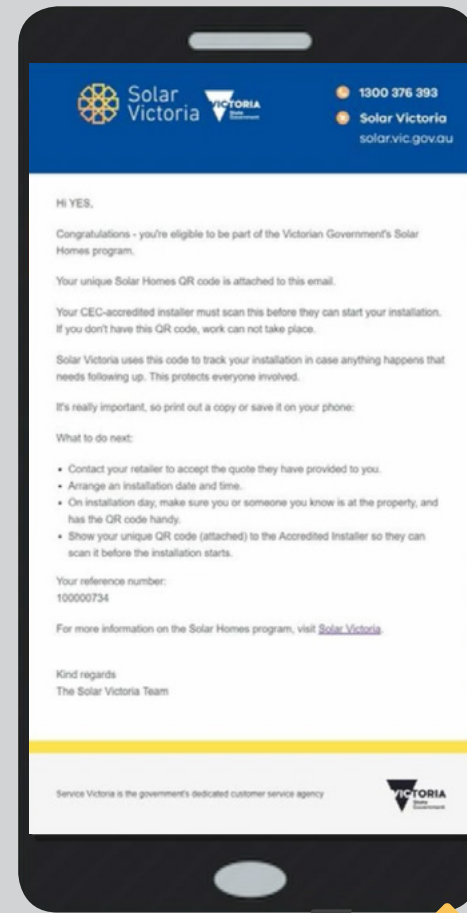 Solar
Victoria
VICTORIA
State
Government
1300 376 393
Solar Victoria
solar.vic.gov.au
Hi YES,
Congratulations - you're eligible to be part of the Victorian Government's Solar
Homes program.
Your unique Solar Homes QR code is attached to this email.
Your CEC-accredited installer must scan this before they can start your installation.
If you don't have this QR code, work can not take place.
Solar Victoria uses this code to track your installation in case anything happens that
needs following up. This protects everyone involved.
It's really important, so print out a copy or save it on your phone:
What to do next:
• Contact your retailer to accept the quote they have provided to you.
• Arrange an installation date and time.
• On installation day, make sure you or someone you know is at the property, and
has the QR code handy.
• Show your unique QR code (attached) to the Accredited Installer so they can
scan it before the installation starts.
Your reference number:
100000734
For more information on the Solar Homes program, visit Solar Victoria.
Kind regards
The Solar Victoria Team
Service Victoria is the government's dedicated customer service agency
VICTORIA
State
Government